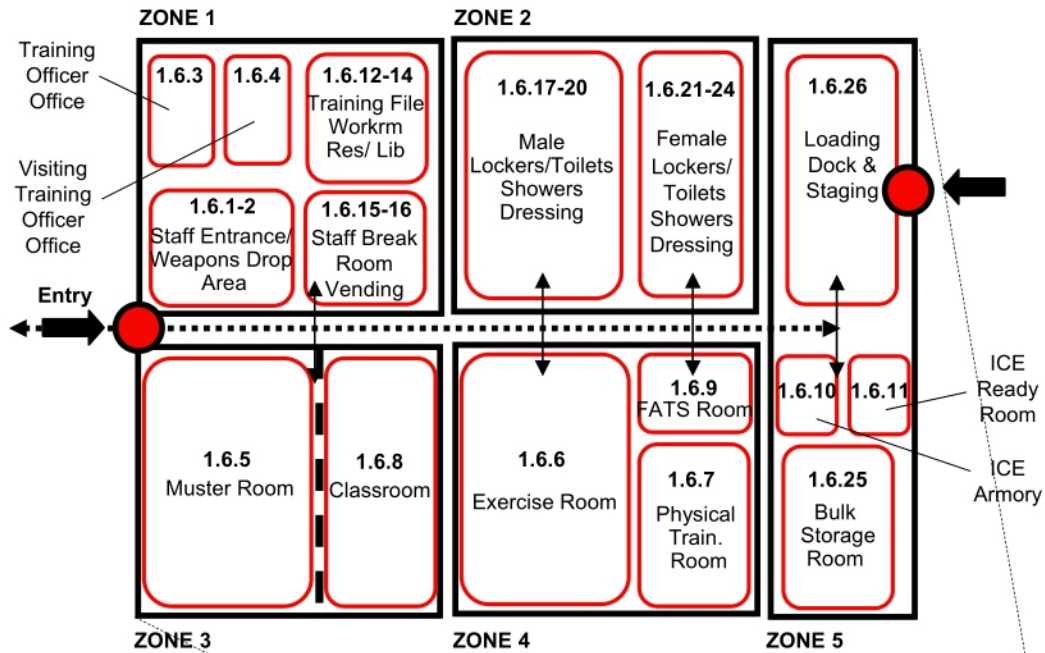 ZONE 1
ZONE 2
Training
Officer
Office
Visiting
Training
Officer
Office
1.6.3
1.6.4
1.6.12-14
Training File
Workrm
Res/ Lib
1.6.1-2
Staff Entrance/
Weapons Drop
Area
1.6.15-16
Staff Break
Room
Vending
1.6.17-20
Male
Lockers/Toilets
Showers
Dressing
1.6.21-24
Female
Lockers/
Toilets
Showers
Dressing
1.6.26
Loading
Dock &
Staging
Entry
1.6.5
Muster Room
1.6.8
Classroom
1.6.6
Exercise Room
1.6.9
FATS Room
1.6.7
Physical
Train.
Room
1.6.10
1.6.11
ICE
Ready
Room
ICE
Armory
1.6.25
Bulk
Storage
Room
ZONE 3
ZONE 4
ZONE 5